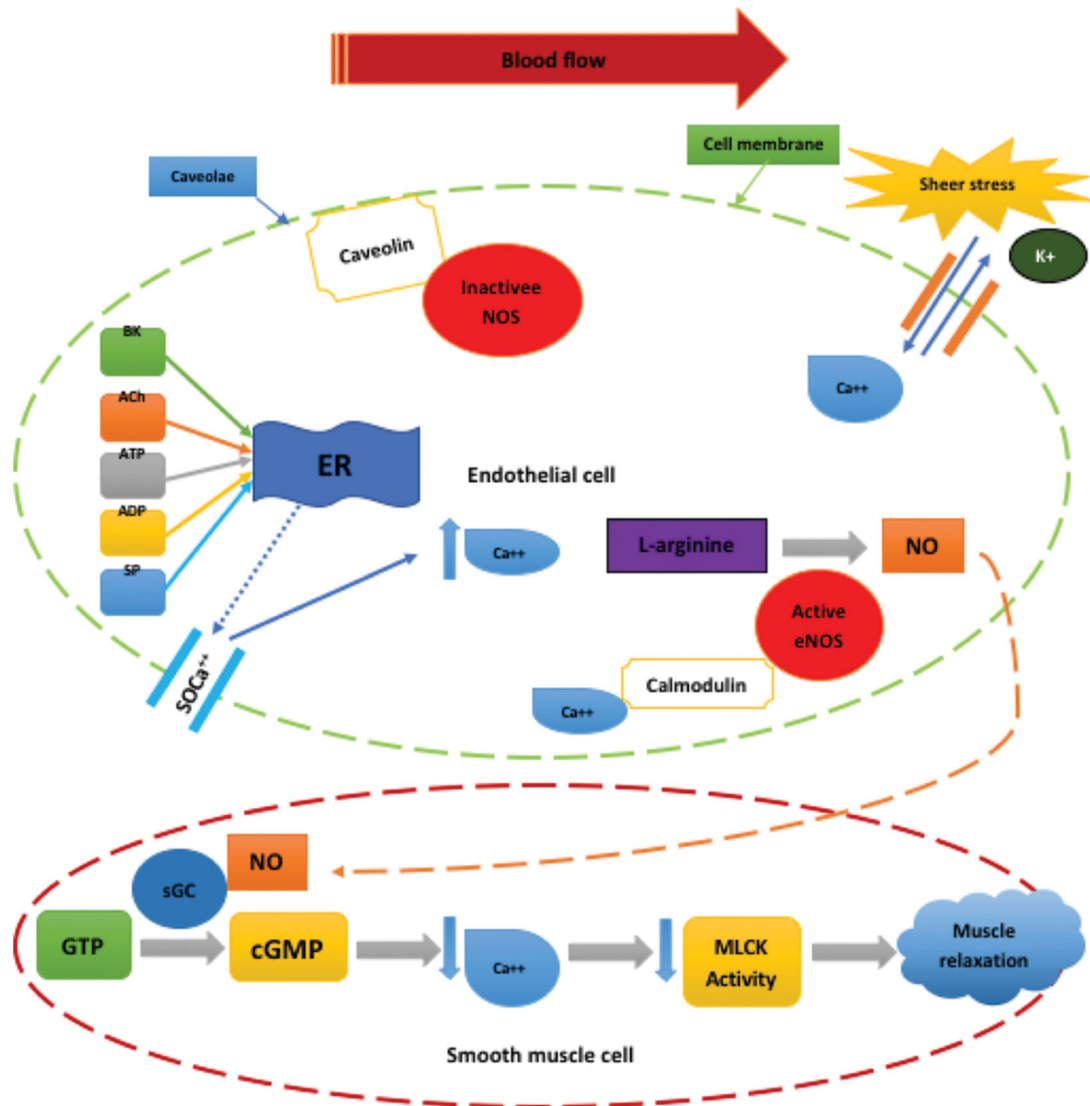 Blood flow
Cell membrane
Caveolae
Sheer stress
Caveolin
K+
Inactivee
NOS
BK
Ca++
ACh
ATP
ER
Endothelial cell
ADP
Ca++
L-arginine
NO
SP
Active
eNOS
SOCa++
Calmodulin
Ca++
NO
sGC
GTP
cGMP
Ca++
MLCK
Activity
Muscle
relaxation
Smooth muscle cell